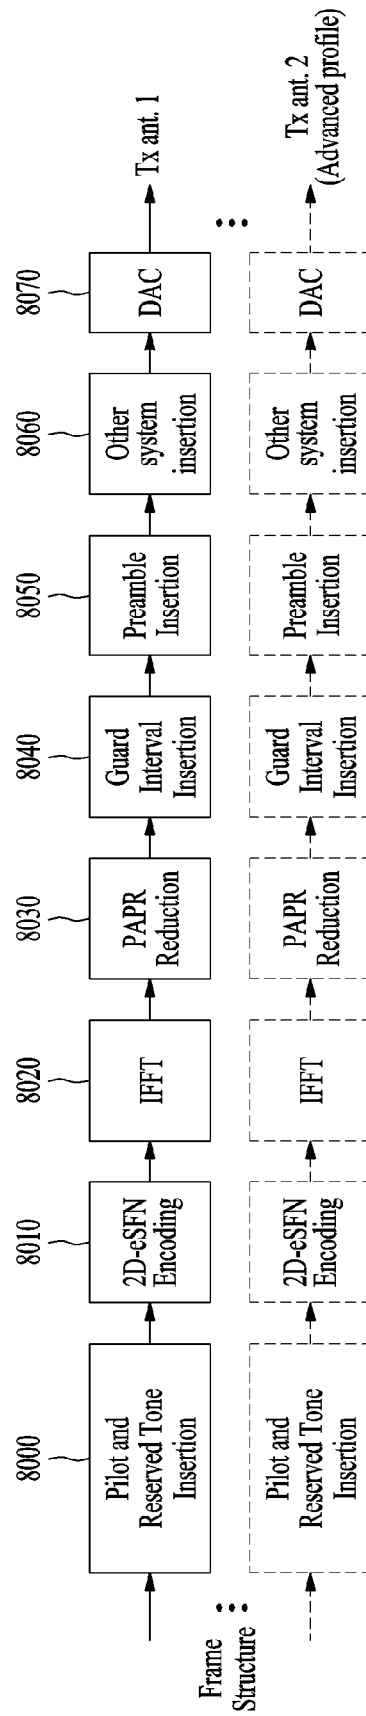 8000
8010
8020
8030
8040
8050
8060
8070
Pilot and
Reserved Tone
Insertion
2D-eSFN
Encoding
IFFT
PAPR
Reduction
Guard
Interval
Insertion
Preamble
Insertion
Other
system
insertion
DAC
Tx ant. 1
Frame
Structure
Pilot and
Reserved Tone
Insertion
2D-eSFN
Encoding
IFFT
PAPR
Reduction
Guard
Interval
Insertion
Preamble
Insertion
Other
system
insertion
DAC
Tx ant. 2
(Advanced profile)